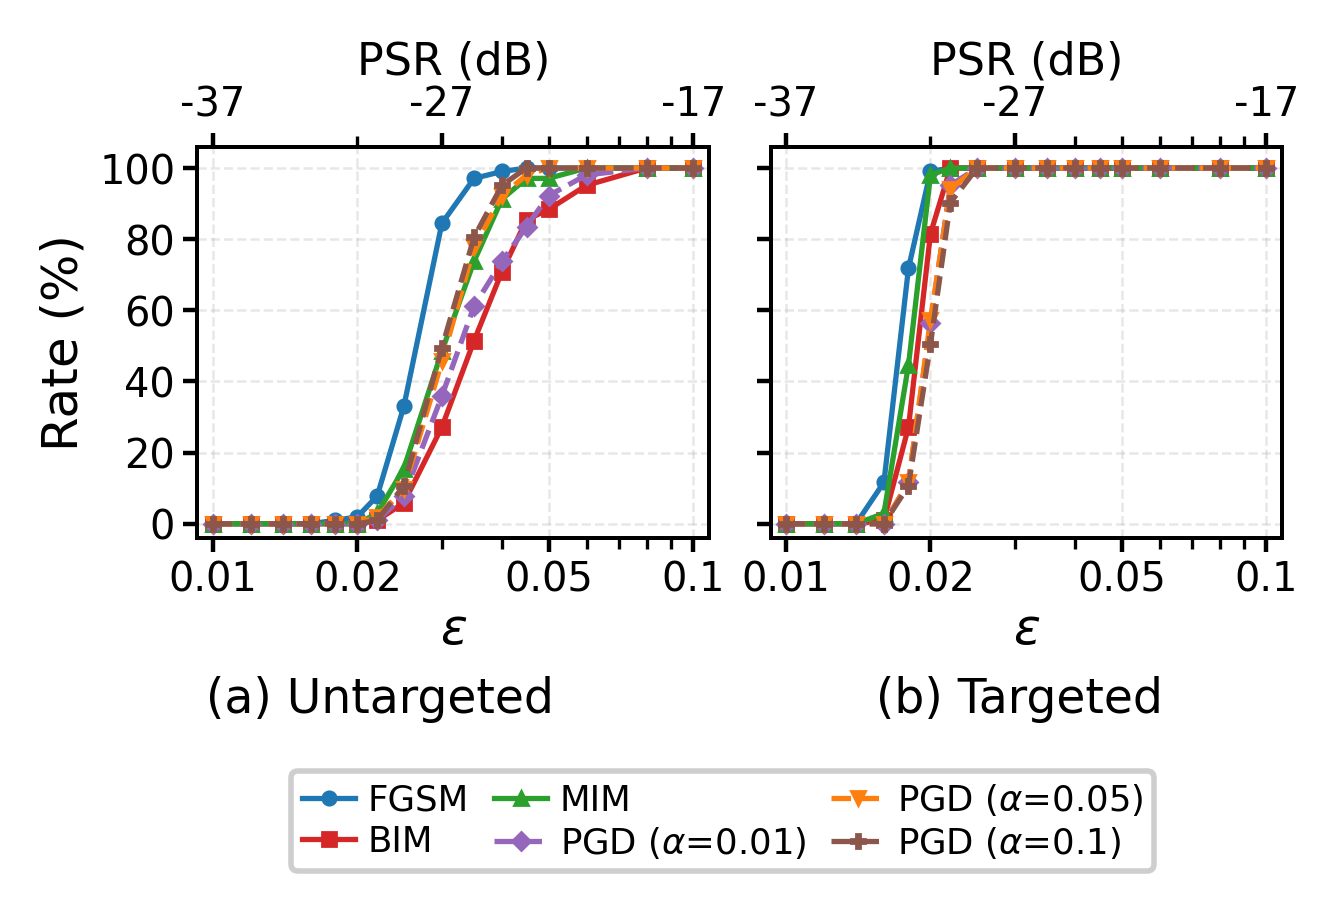 PSR (dB) PSR (dB)
-37 -27 -17 -37 -27 -17
100
80
60
40
20
0
Rate (%)
0.01 0.02 0.05 0.1 0.01 0.02 0.05 0.1
ε ε
(a) Untargeted (b) Targeted
FGSM MIM PGD (α=0.05)
BIM PGD (α=0.01) PGD (α=0.1)